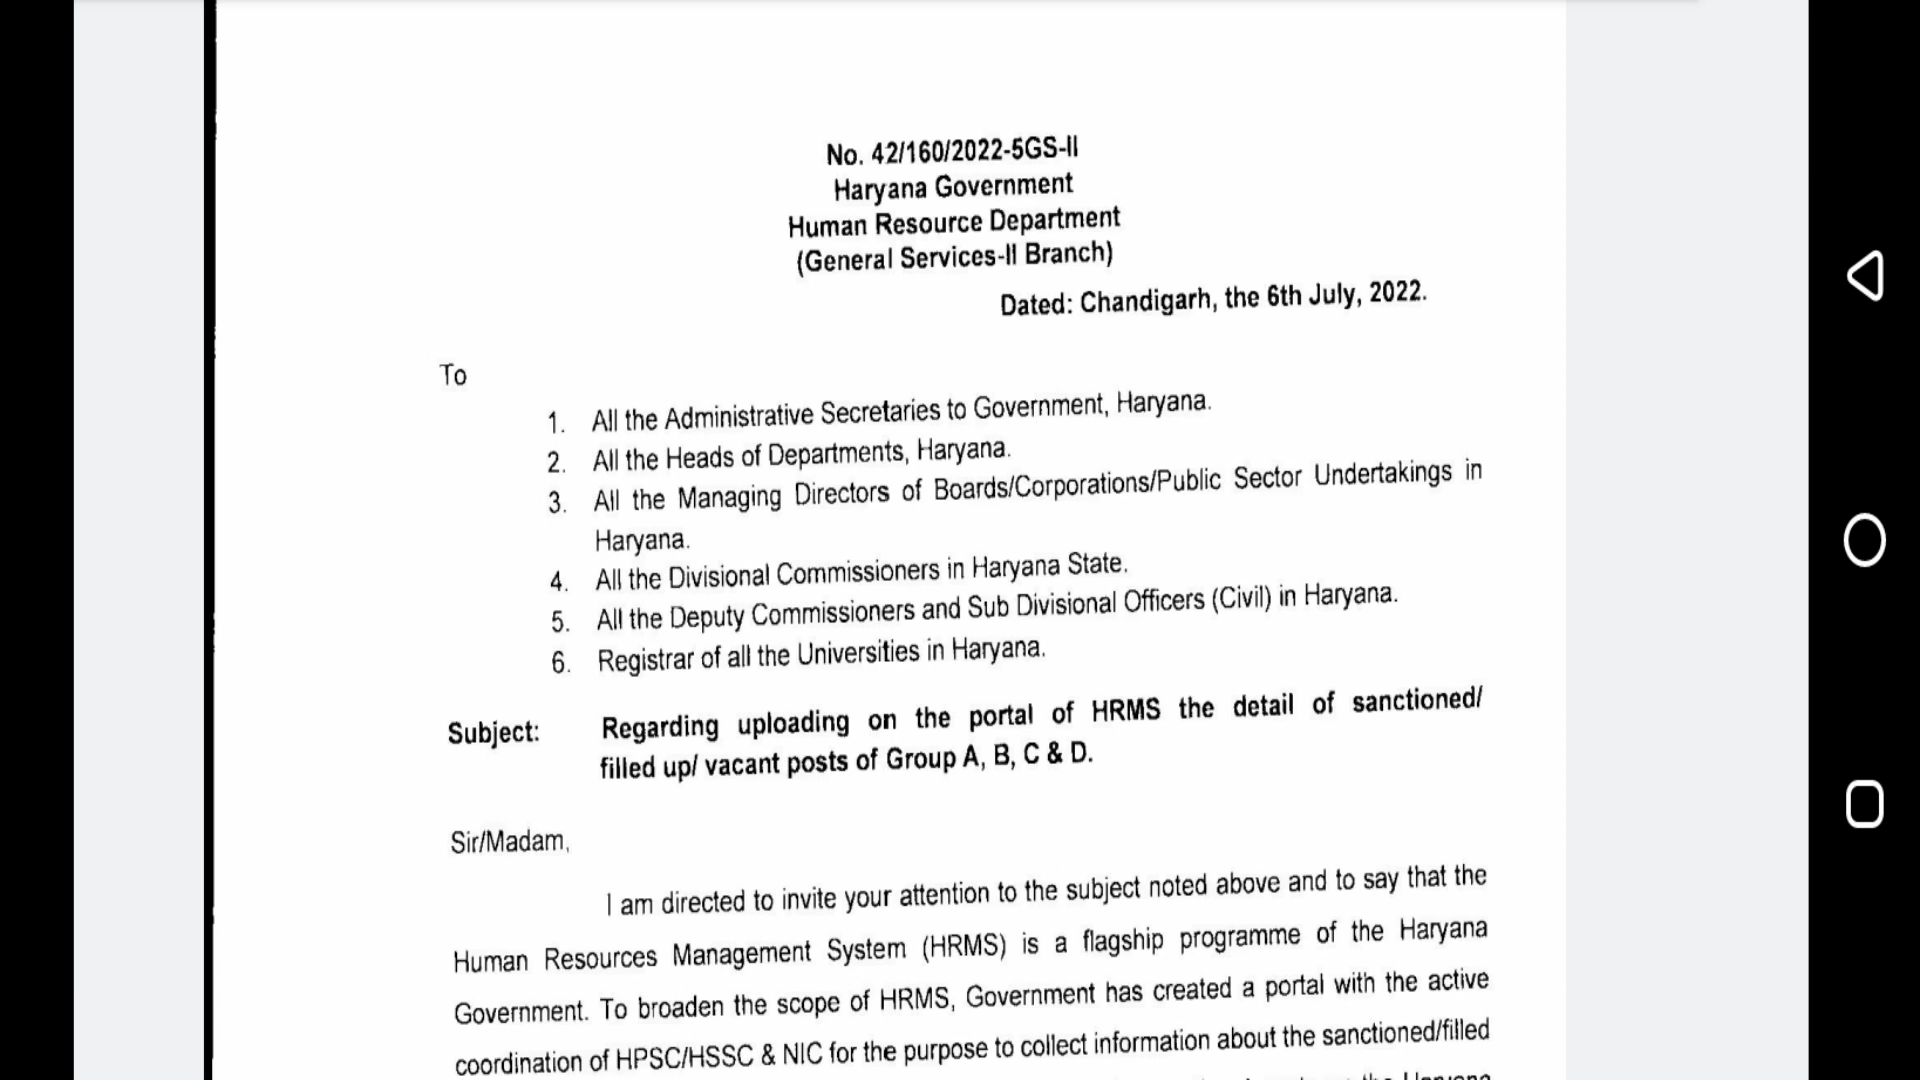 No. 42/160/2022-5GS-II
Haryana Government
Human Resource Department
(General Services-II Branch)
Dated: Chandigarh, the 6th July, 2022.
To
1. All the Administrative Secretaries to Government, Haryana.
2. All the Heads of Departments, Haryana.
3. All the Managing Directors of Boards/Corporations/Public Sector Undertakings in
Haryana.
4. All the Divisional Commissioners in Haryana State.
5. All the Deputy Commissioners and Sub Divisional Officers (Civil) in Haryana.
6. Registrar of all the Universities in Haryana.
Subject: Regarding uploading on the portal of HRMS the detail of sanctioned/
filled up/ vacant posts of Group A, B, C & D.
Sir/Madam,
I am directed to invite your attention to the subject noted above and to say that the
Human Resources Management System (HRMS) is a flagship programme of the Haryana
Government. To broaden the scope of HRMS, Government has created a portal with the active
coordination of HPSC/HSSC & NIC for the purpose to collect information about the sanctioned/filled